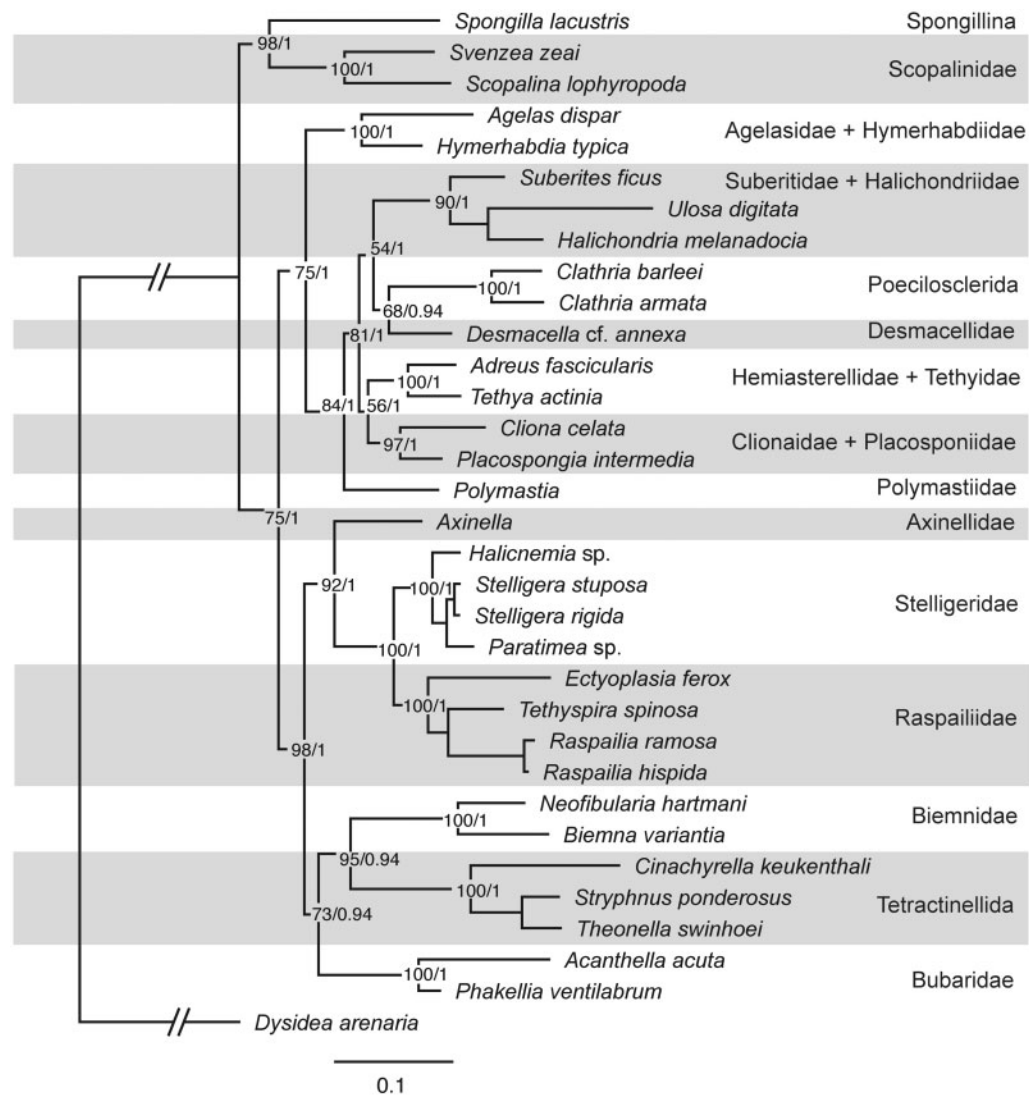 Spongilla lacustris Spongillina
98/1
Svenzea zeai
100/1 Scopalinidae
Scopalina lophyropoda
Agelas dispar
100/1 Agelasidae + Hymerhabdiidae
Hymerhabdia typica
Suberites ficus Suberitidae + Halichondriidae
90/1
Ulosa digitata
Halichondria melanadocia
54/1
75/1
Clathria barleei
100/1 Poecilosclerida
Clathria armata
68/0.94
81/1 Desmacella cf. annexa Desmacellidae
Adreus fascicularis
100/1 Hemiasterellidae + Tethyidae
Tethya actinia
84/1 56/1
Cliona celata
97/1 Clionaidae + Placosponiidae
Placospongia intermedia
Polymastia Polymastiidae
75/1
Axinella Axinellidae
Halicnemia sp.
92/1 100/1 Stelligera stuposa
Stelligeridae
Stelligera rigida
100/1 Paratimea sp.
Ectyoplasia ferox
100/1
Tethyspira spinosa
Raspailiidae
Raspailia ramosa
98/1
Raspailia hispida
Neofibularia hartmani
100/1 Biemnidae
Biemna variantia
95/0.94
Cinachyrella keukenthali
100/1
Stryphnus ponderosus
Tetractinellida
73/0.94
Theonella swinhoei
Acanthella acuta
100/1 Bubaridae
Phakellia ventilabrum
Dysidea arenaria
0.1